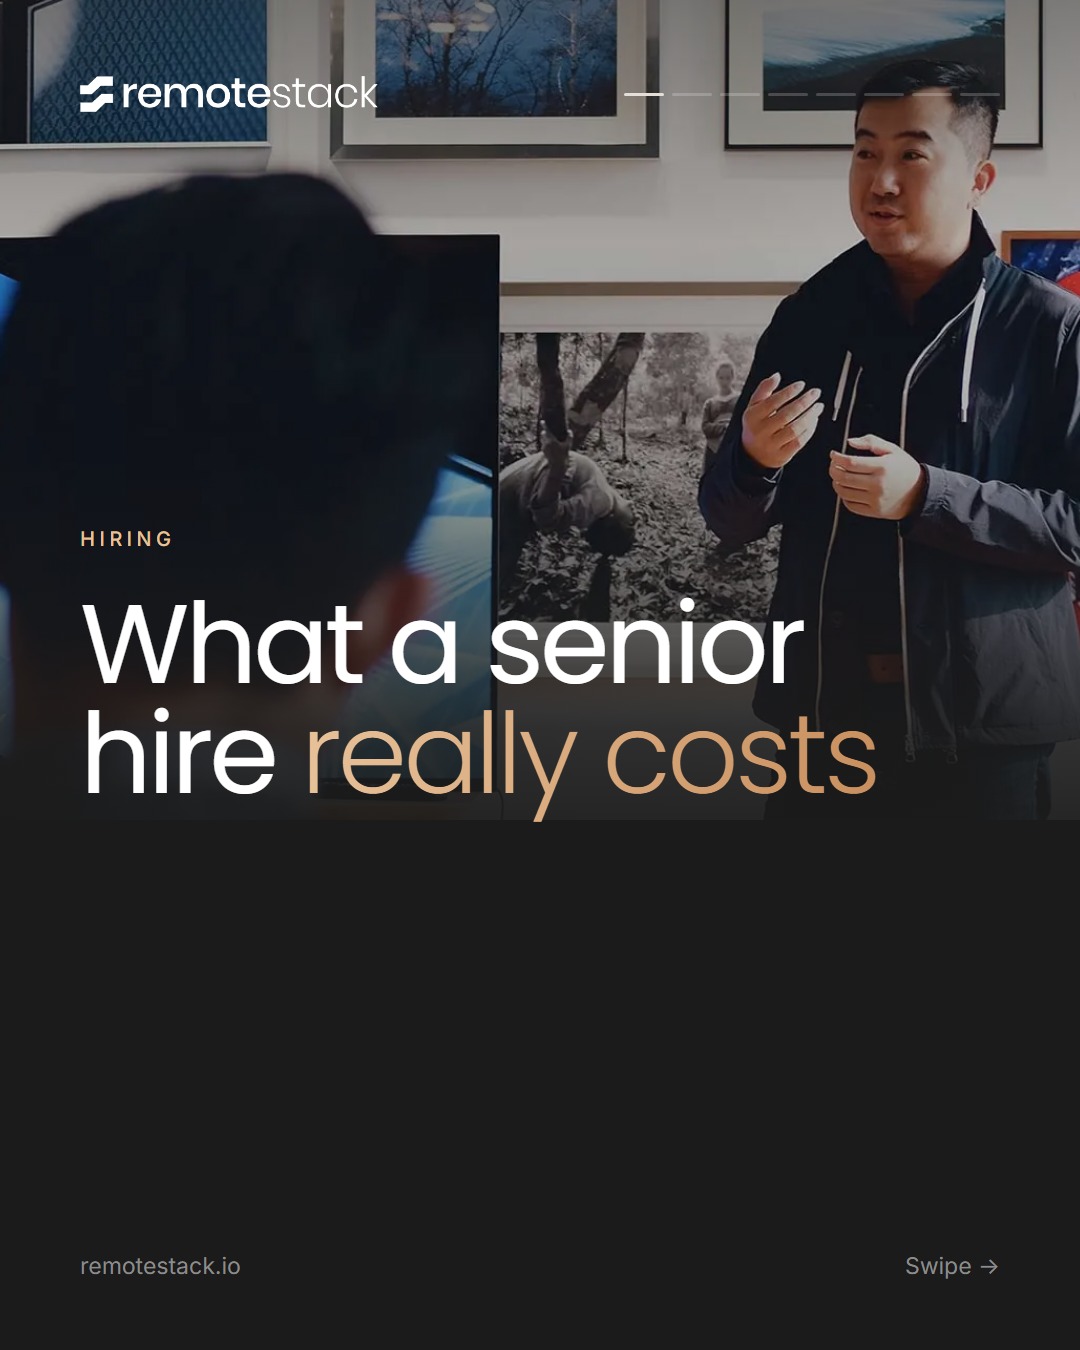 remotestack
HIRING
What a senior
hire really costs
remotestack.io
Swipe →